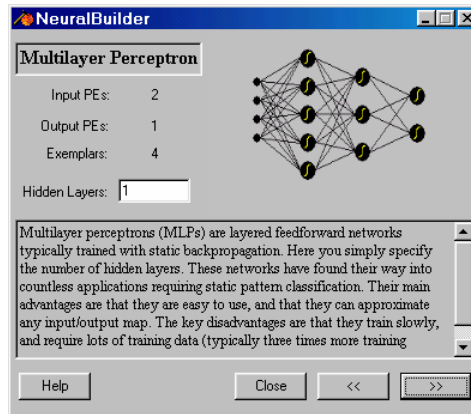 NeuralBuilder
Multilayer Perceptron
Input PEs: 2
Output PEs: 1
Exemplars: 4
Hidden Layers: 1
Multilayer perceptrons (MLPs) are layered feedforward networks
typically trained with static backpropagation. Here you simply specify
the number of hidden layers. These networks have found their way into
countless applications requiring static pattern classification. Their main
advantages are that they are easy to use, and that they can approximate
any input/output map. The key disadvantages are that they train slowly,
and require lots of training data (typically three times more training
Help Close << >>